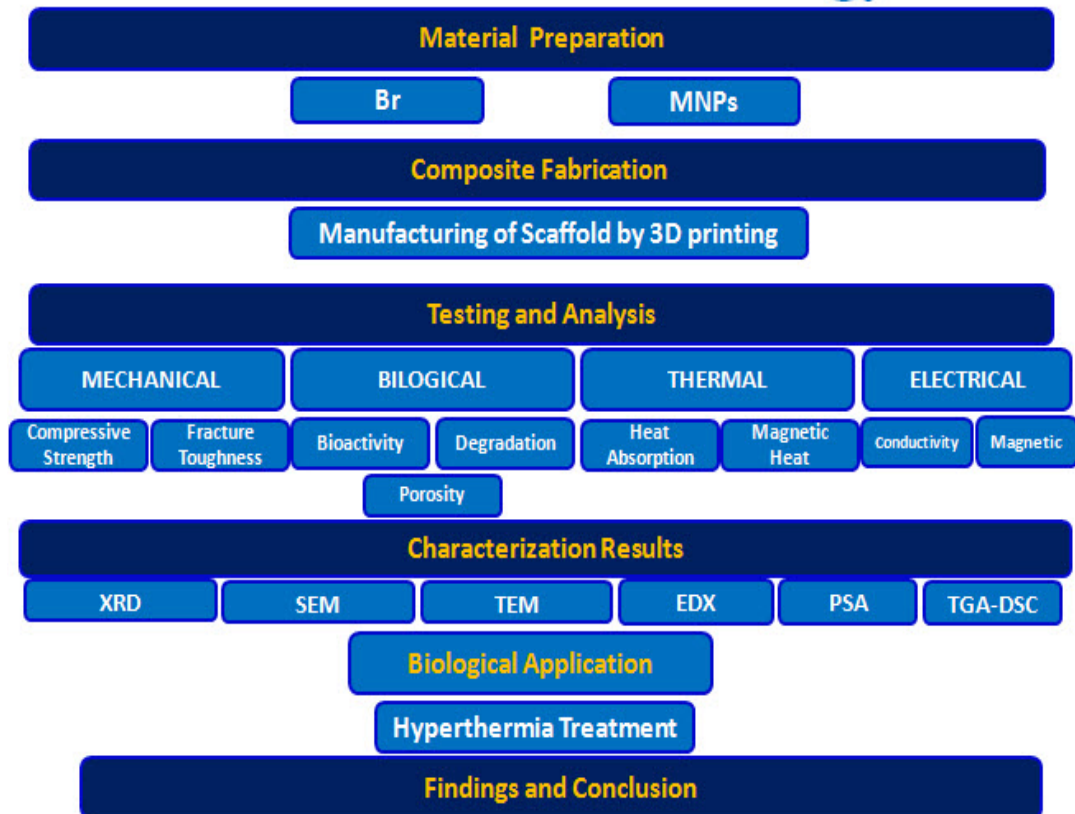 Material Preparation
Br MNPs
Composite Fabrication
Manufacturing of Scaffold by 3D printing
Testing and Analysis
MECHANICAL BILOGICAL THERMAL ELECTRICAL
Compressive Strength Fracture Toughness Bioactivity Degradation Heat Absorption Magnetic Heat Conductivity Magnetic
Porosity
Characterization Results
XRD SEM TEM EDX PSA TGA-DSC
Biological Application
Hyperthermia Treatment
Findings and Conclusion